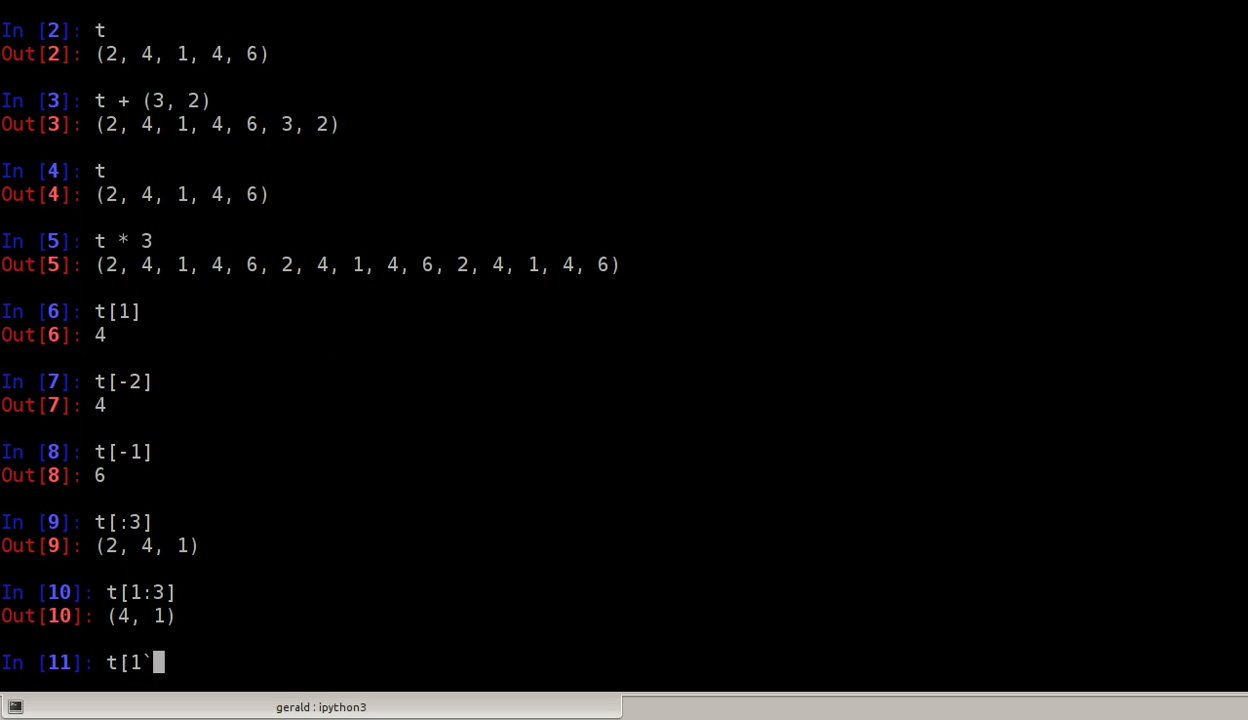 In [2]: t
Out[2]: (2, 4, 1, 4, 6)
In [3]: t + (3, 2)
Out[3]: (2, 4, 1, 4, 6, 3, 2)
In [4]: t
Out[4]: (2, 4, 1, 4, 6)
In [5]: t * 3
Out[5]: (2, 4, 1, 4, 6, 2, 4, 1, 4, 6, 2, 4, 1, 4, 6)
In [6]: t[1]
Out[6]: 4
In [7]: t[-2]
Out[7]: 4
In [8]: t[-1]
Out[8]: 6
In [9]: t[:3]
Out[9]: (2, 4, 1)
In [10]: t[1:3]
Out[10]: (4, 1)
In [11]: t[1`
gerald : ipython3